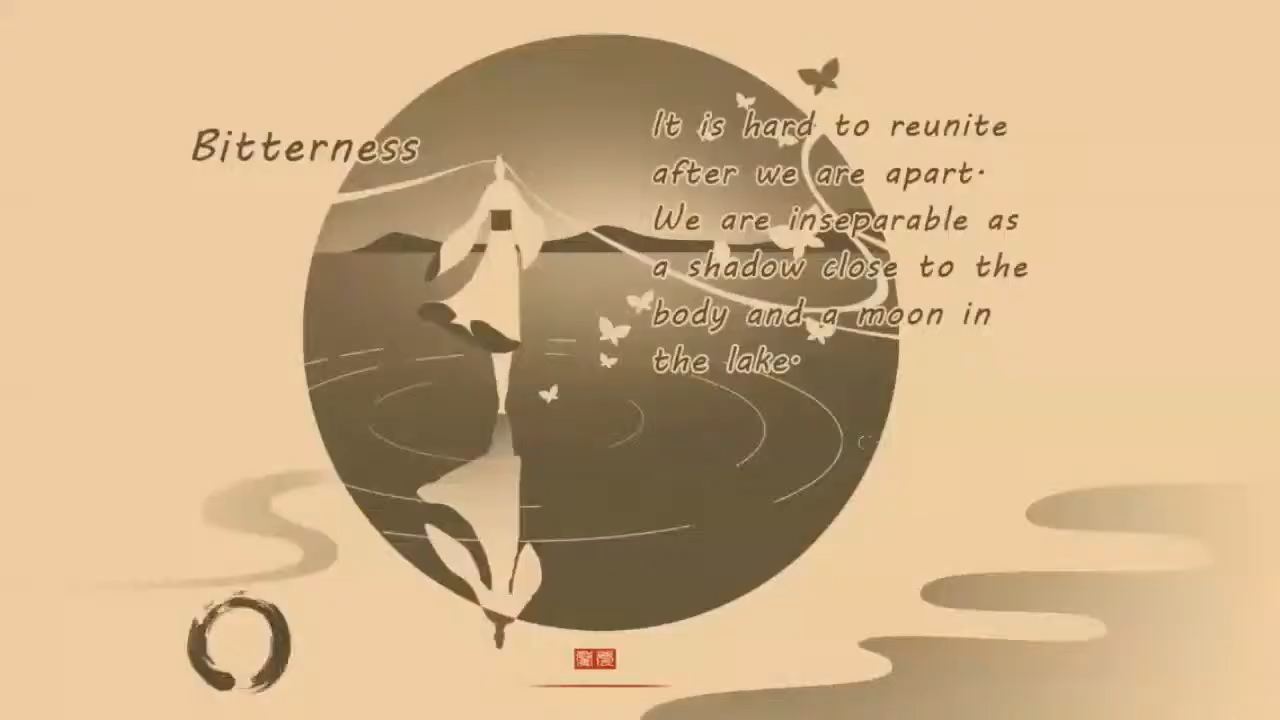 Bitterness
It is hard to reunite
after we are apart.
We are inseparable as
a shadow close to the
body and a moon in
the lake.